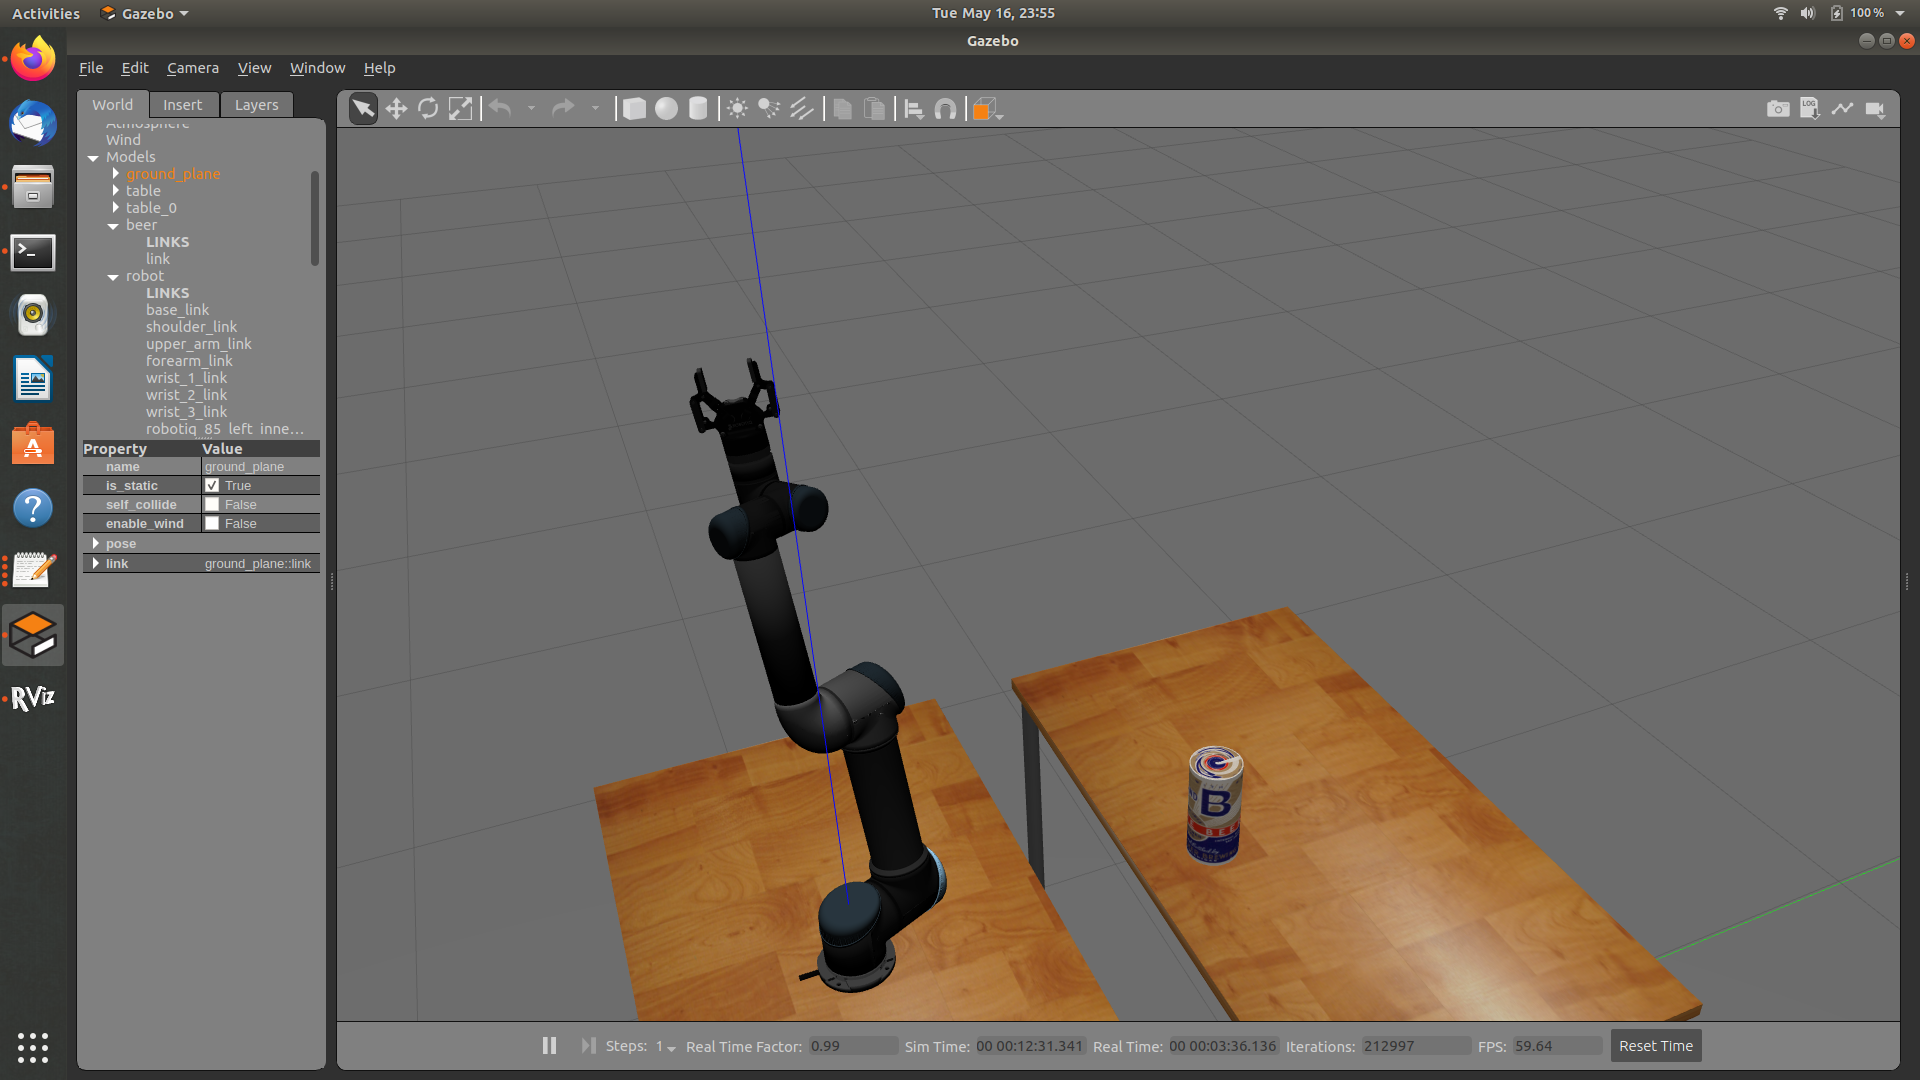 Activities Gazebo Tue May 16, 23:55 100 %
Gazebo
File Edit Camera View Window Help
World Insert Layers
LOG
Atmosphere
Wind
Models
ground_plane
table
table_0
beer
LINKS
link
robot
LINKS
base_link
shoulder_link
upper_arm_link
forearm_link
wrist_1_link
wrist_2_link
wrist_3_link
robotiq_85_left_inne...
Property Value
name ground_plane
is_static True
self_collide False
enable_wind False
pose
link ground_plane::link
RViz
B
BEER
Steps: 1 Real Time Factor: 0.99 Sim Time: 00 00:12:31.341 Real Time: 00 00:03:36.136 Iterations: 212997 FPS: 59.64 Reset Time